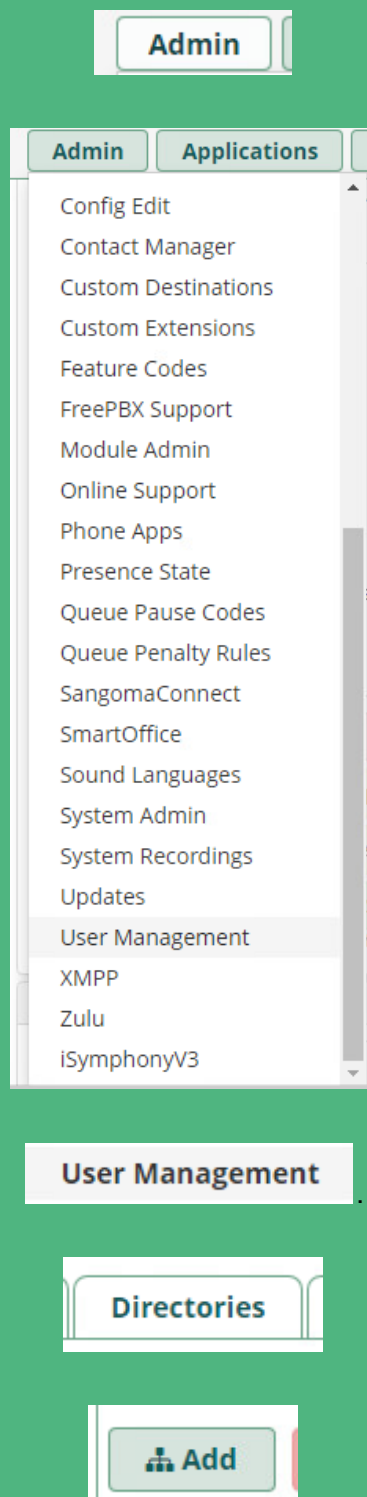 Admin
Admin Applications
Config Edit
Contact Manager
Custom Destinations
Custom Extensions
Feature Codes
FreePBX Support
Module Admin
Online Support
Phone Apps
Presence State
Queue Pause Codes
Queue Penalty Rules
SangomaConnect
SmartOffice
Sound Languages
System Admin
System Recordings
Updates
User Management
XMPP
Zulu
iSymphonyV3
User Management .
Directories
Add